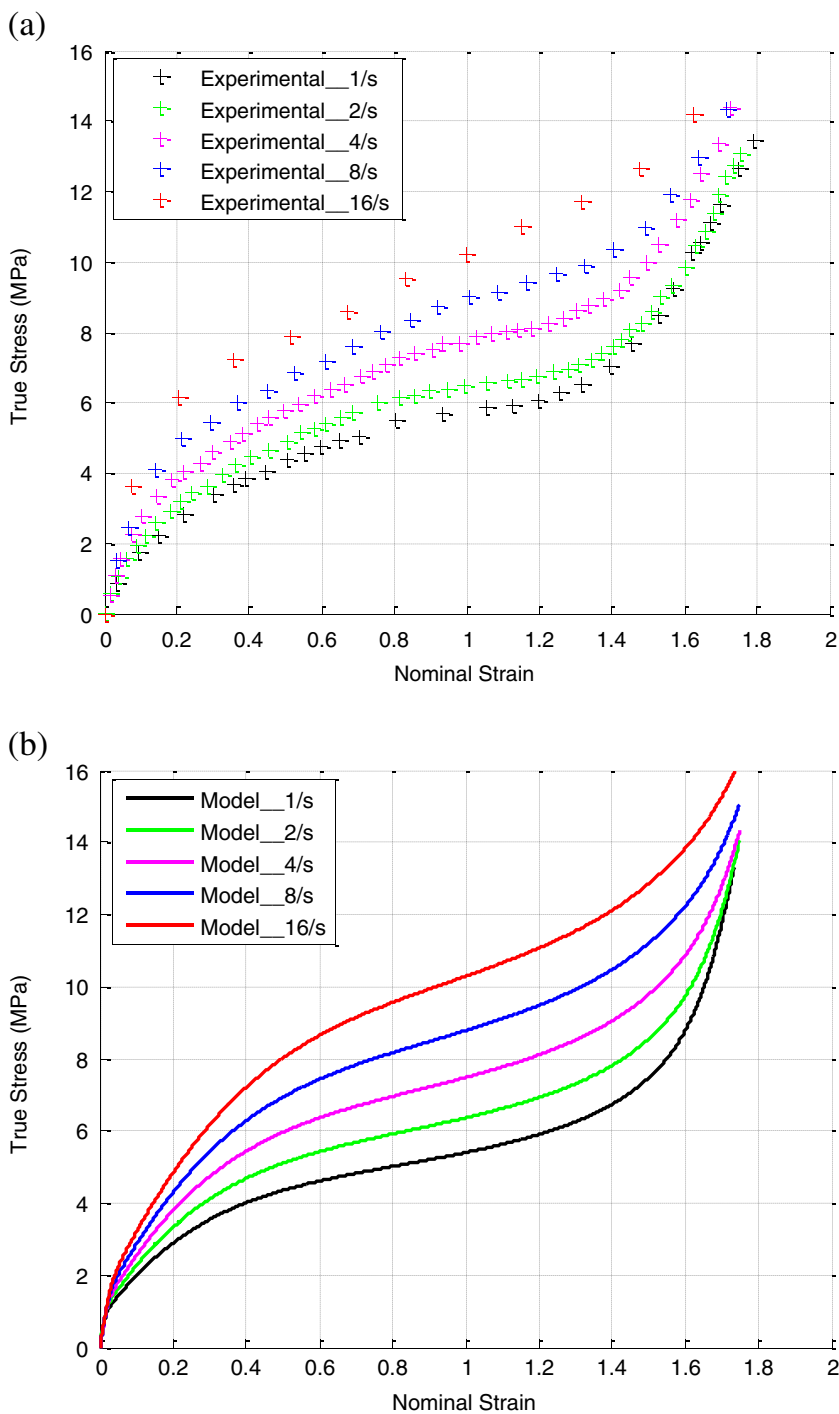 (a)
16
14
12
10
8
6
4
2
0
True Stress (MPa)
Experimental__1/s
Experimental__2/s
Experimental__4/s
Experimental__8/s
Experimental__16/s
0 0.2 0.4 0.6 0.8 1 1.2 1.4 1.6 1.8 2
Nominal Strain
(b)
16
14
12
10
8
6
4
2
0
True Stress (MPa)
Model__1/s
Model__2/s
Model__4/s
Model__8/s
Model__16/s
0 0.2 0.4 0.6 0.8 1 1.2 1.4 1.6 1.8 2
Nominal Strain